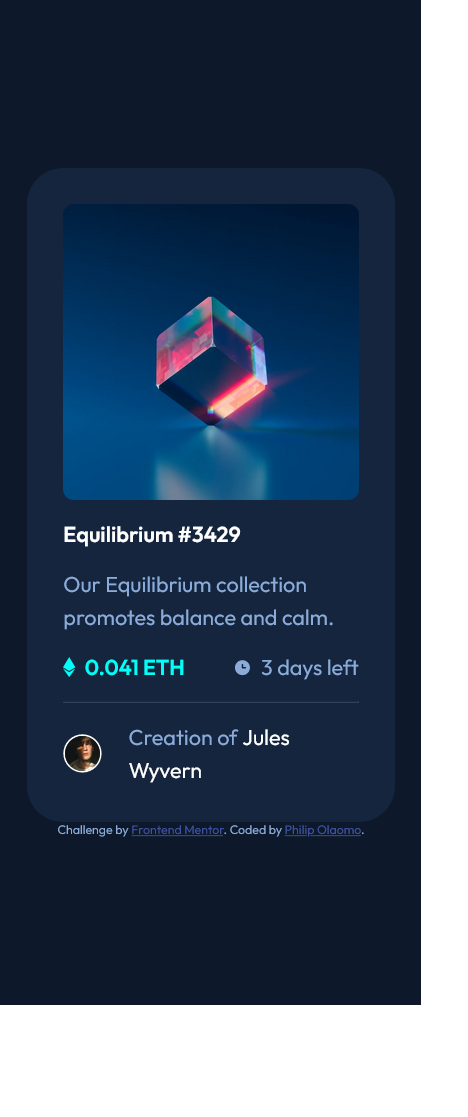 Equilibrium #3429
Our Equilibrium collection
promotes balance and calm.
0.041 ETH 3 days left
Creation of Jules
Wyvern
Challenge by Frontend Mentor. Coded by Philip Olaomo.